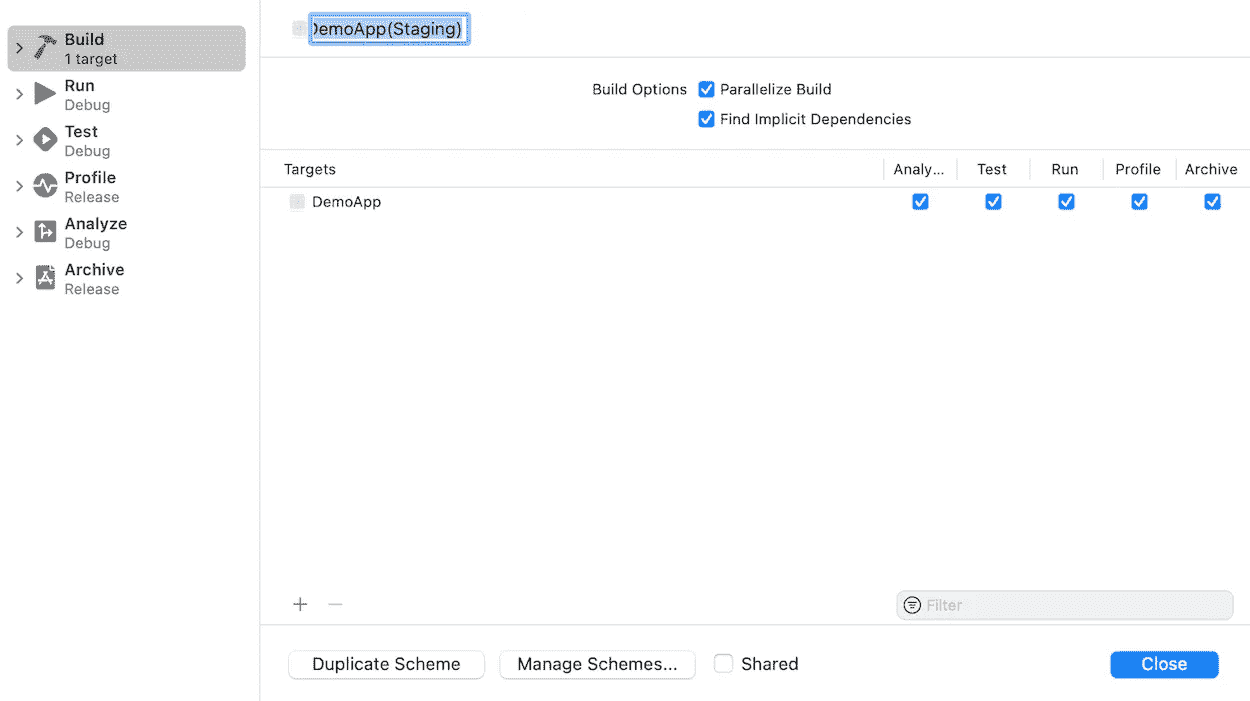 DemoApp(Staging)
Build
1 target
Run
Debug
Test
Debug
Profile
Release
Analyze
Debug
Archive
Release
Build Options Parallelize Build
Find Implicit Dependencies
Targets Analy... Test Run Profile Archive
DemoApp
Filter
Duplicate Scheme Manage Schemes... Shared Close